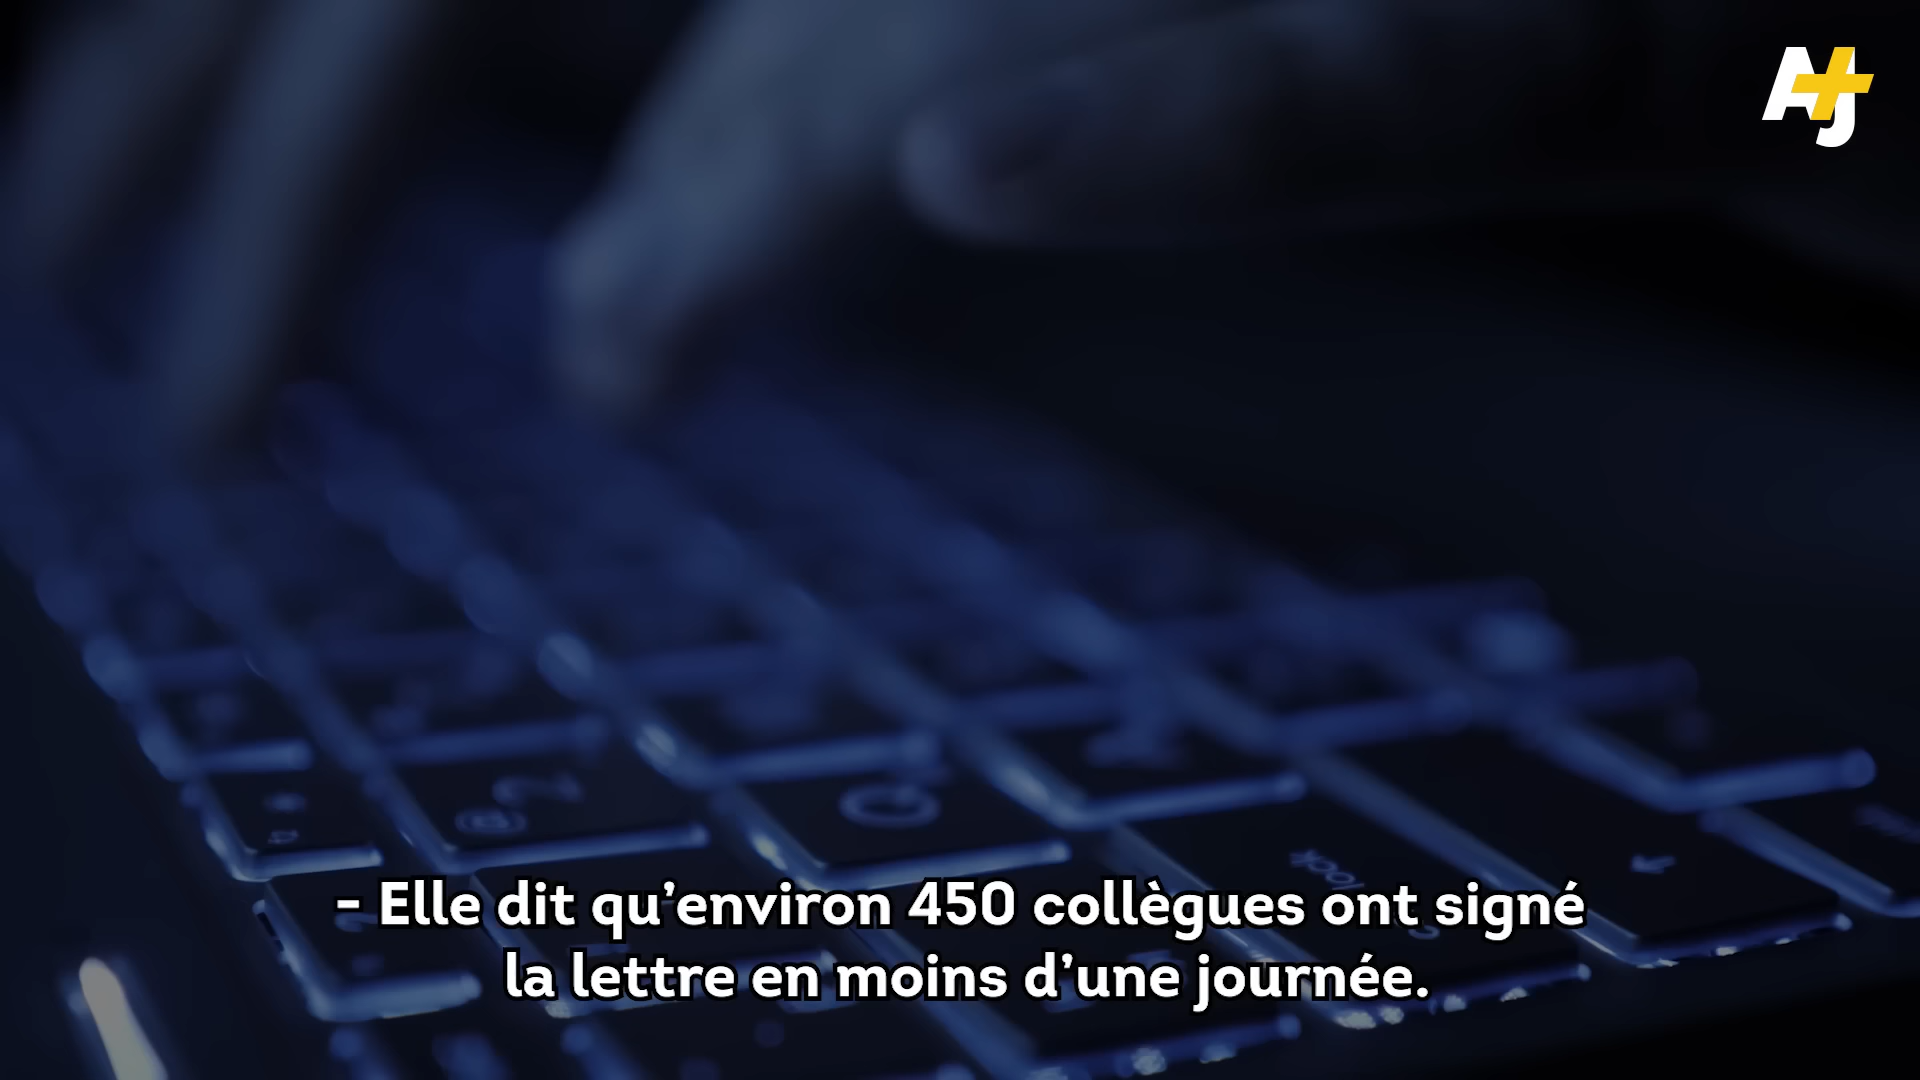 AJ+
- Elle dit qu’environ 450 collègues ont signé
la lettre en moins d’une journée.